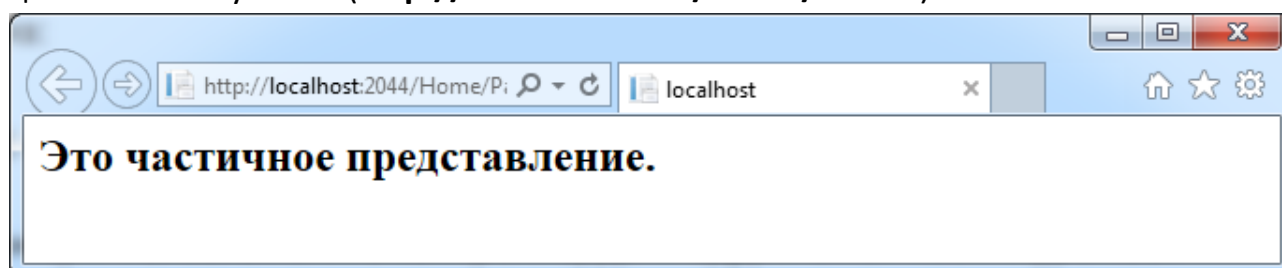 http://localhost:2044/Home/Pa
localhost
Это частичное представление.